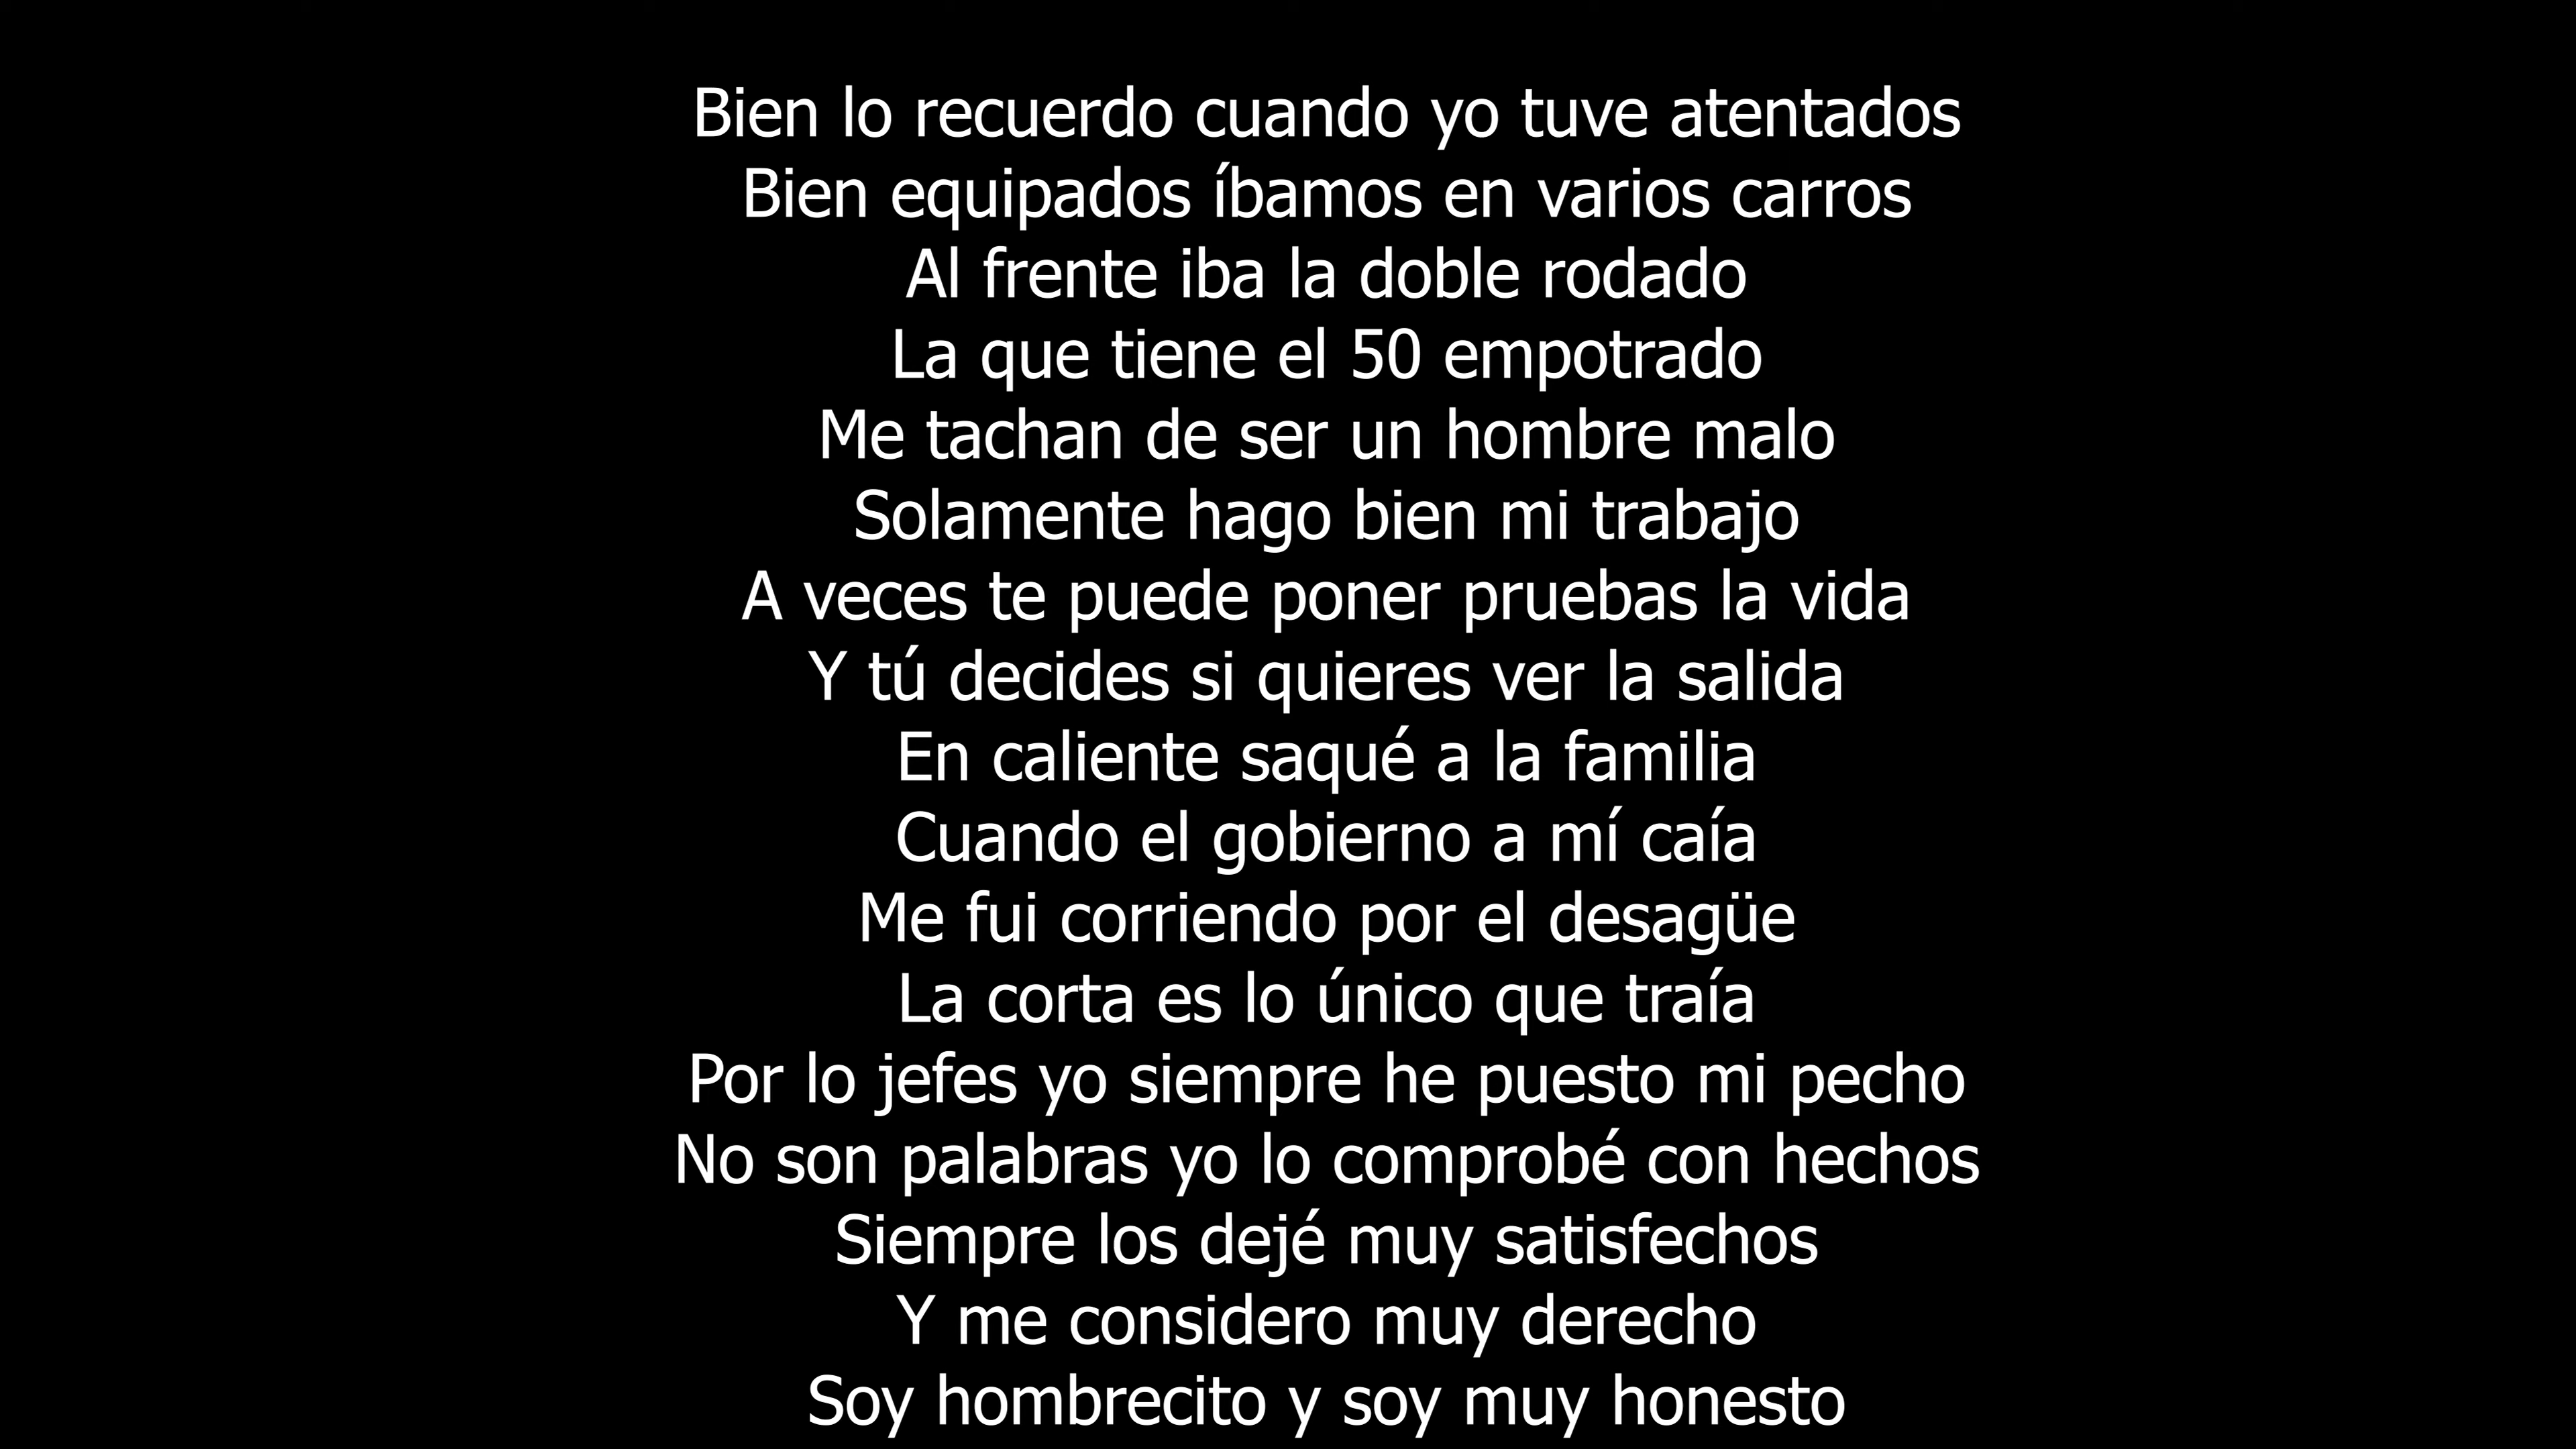 Bien lo recuerdo cuando yo tuve atentados
Bien equipados íbamos en varios carros
Al frente iba la doble rodado
La que tiene el 50 empotrado
Me tachan de ser un hombre malo
Solamente hago bien mi trabajo
A veces te puede poner pruebas la vida
Y tú decides si quieres ver la salida
En caliente saqué a la familia
Cuando el gobierno a mí caía
Me fui corriendo por el desagüe
La corta es lo único que traía
Por lo jefes yo siempre he puesto mi pecho
No son palabras yo lo comprobé con hechos
Siempre los dejé muy satisfechos
Y me considero muy derecho
Soy hombrecito y soy muy honesto